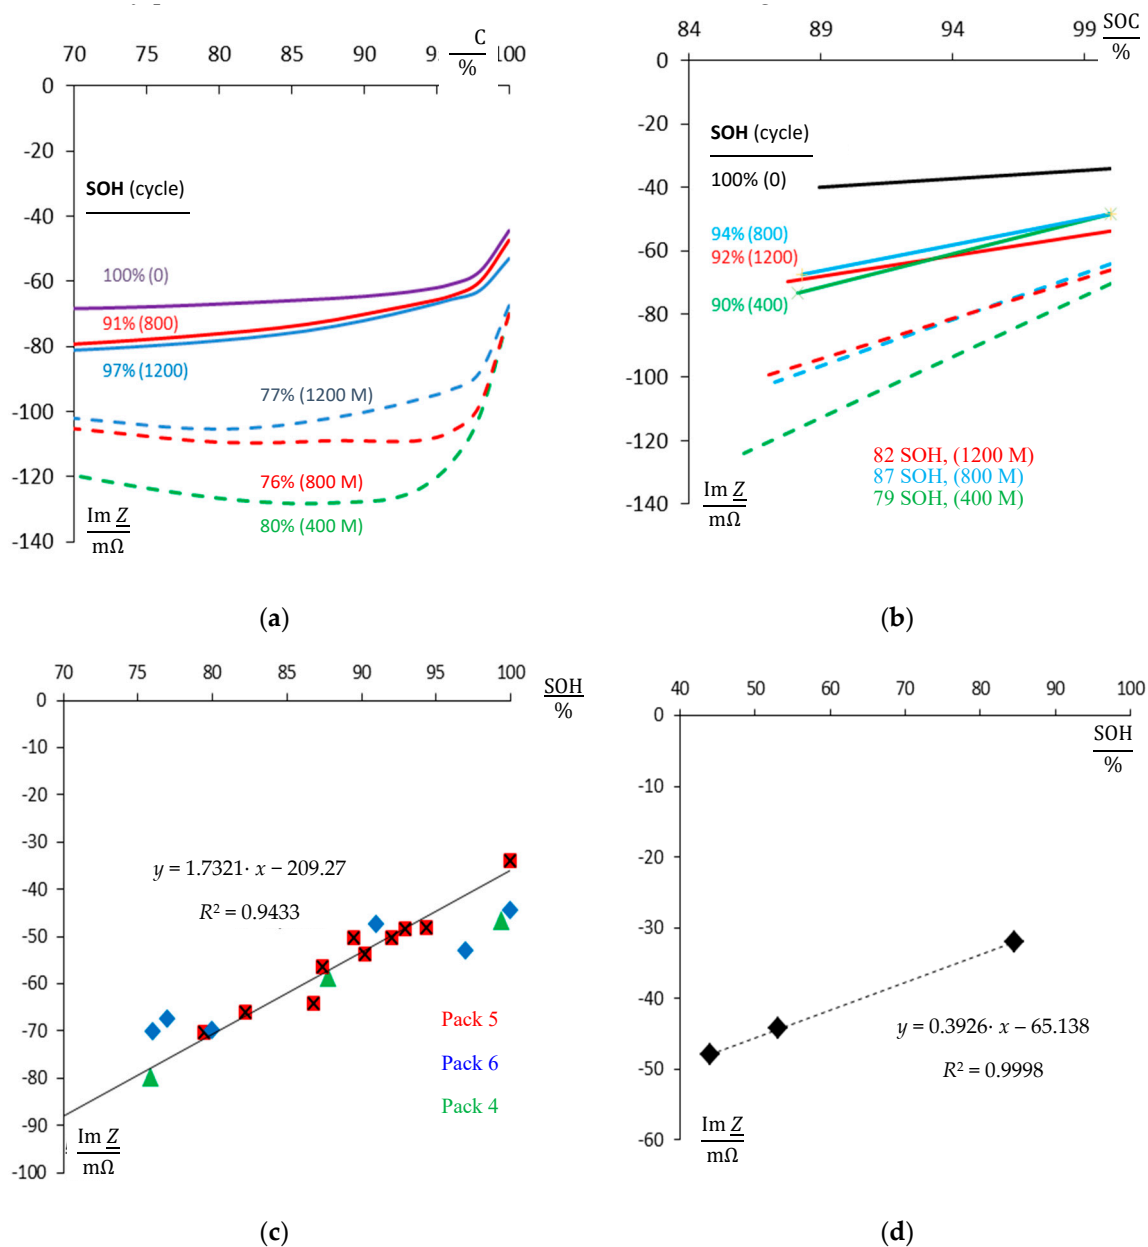 C
%
70 75 80 85 90 95 100
0
-20
-40
-60
-80
-100
-120
-140
SOH (cycle)
100% (0)
91% (800)
97% (1200)
77% (1200 M)
76% (800 M)
80% (400 M)
Im Z
mΩ
(a)
SOC
%
84 89 94 99
0
-20
-40
-60
-80
-100
-120
-140
SOH (cycle)
100% (0)
94% (800)
92% (1200)
90% (400)
82 SOH, (1200 M)
87 SOH, (800 M)
79 SOH, (400 M)
Im Z
mΩ
(b)
70 75 80 85 90 95 100
SOH
%
0
-10
-20
-30
-40
-50
-60
-70
-80
-90
-100
y = 1.7321· x − 209.27
R² = 0.9433
Pack 5
Pack 6
Pack 4
Im Z
mΩ
(c)
40 50 60 70 80 90 100
SOH
%
0
-10
-20
-30
-40
-50
-60
y = 0.3926· x − 65.138
R² = 0.9998
Im Z
mΩ
(d)